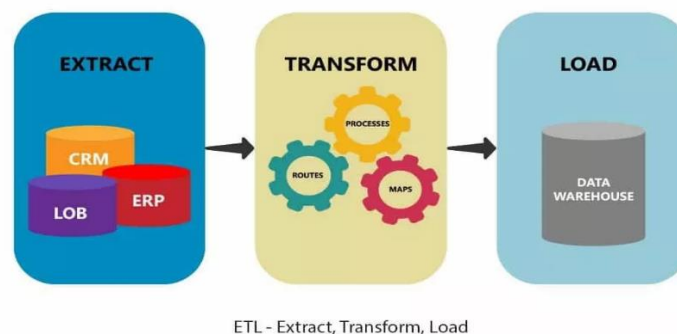 EXTRACT
CRM
LOB
ERP
TRANSFORM
PROCESSES
ROUTES
MAPS
LOAD
DATA
WAREHOUSE
ETL - Extract, Transform, Load